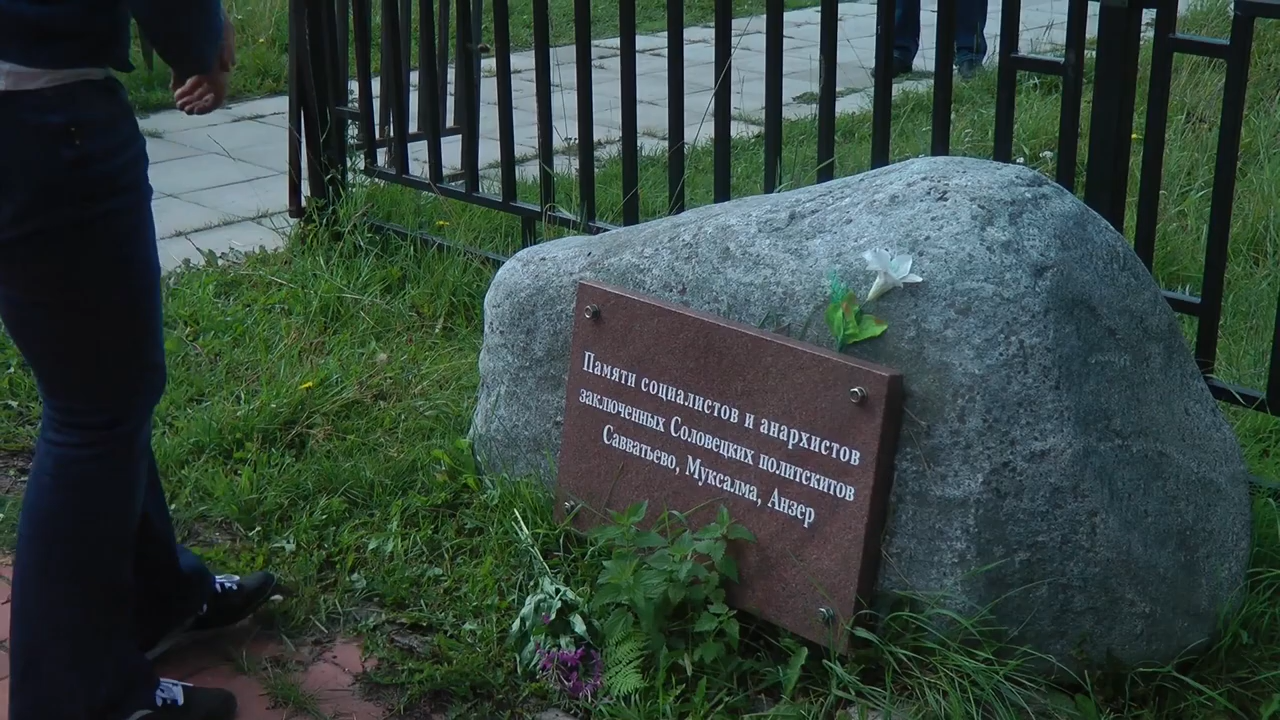 Памяти социалистов и анархистов
заключенных Соловецких политскитов
Савватьево, Муксалма, Анзер